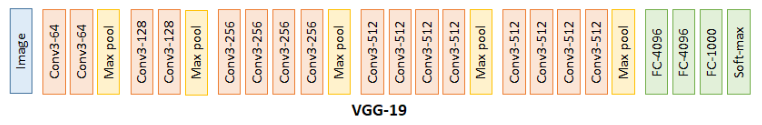 Image
Conv3-64
Conv3-64
Max pool
Conv3-128
Conv3-128
Max pool
Conv3-256
Conv3-256
Conv3-256
Conv3-256
Max pool
Conv3-512
Conv3-512
Conv3-512
Conv3-512
Max pool
Conv3-512
Conv3-512
Conv3-512
Conv3-512
Max pool
FC-4096
FC-4096
FC-1000
Soft-max
VGG-19